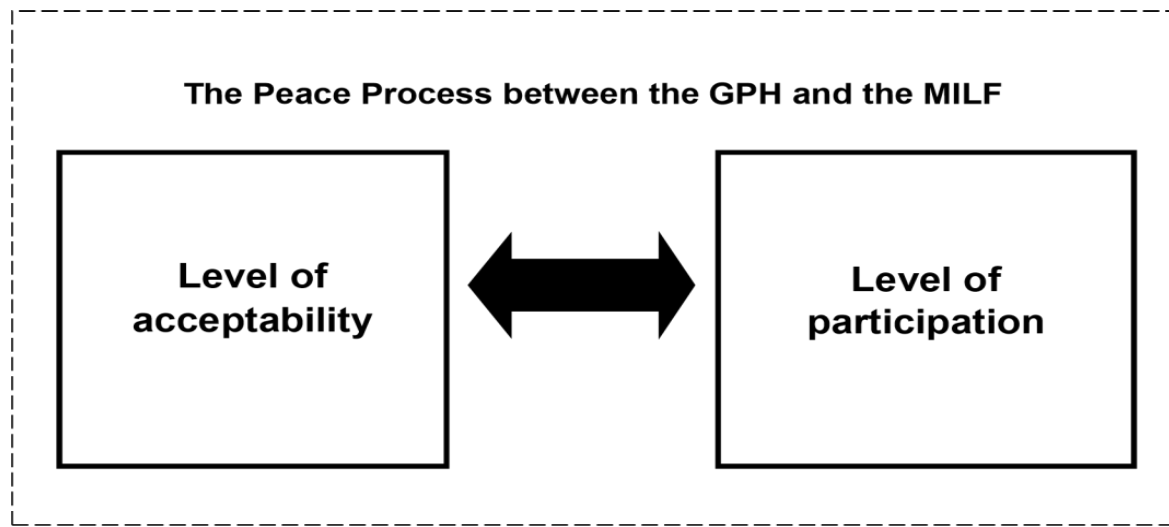 The Peace Process between the GPH and the MILF
Level of
acceptability
Level of
participation